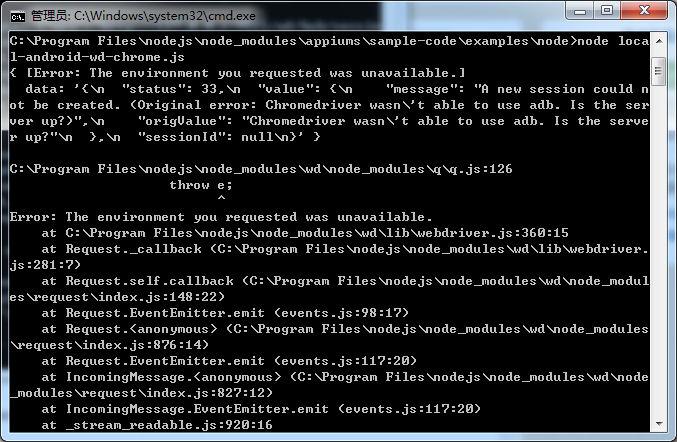 管理员: C:\Windows\system32\cmd.exe
C:\Program Files\nodejs\node_modules\appiums\sample-code\examples\node>node loca
l-android-wd-chrome.js
{ [Error: The environment you requested was unavailable.]
  data: '{\n  "status": 33,\n  "value": {\n    "message": "A new session could n
ot be created. (Original error: Chromedriver wasn\'t able to use adb. Is the ser
ver up?)",\n    "origValue": "Chromedriver wasn\'t able to use adb. Is the serve
r up?"\n  },\n  "sessionId": null\n}' }
C:\Program Files\nodejs\node_modules\wd\node_modules\q\q.js:126
                    throw e;
                          ^
Error: The environment you requested was unavailable.
    at C:\Program Files\nodejs\node_modules\wd\lib\webdriver.js:360:15
    at Request._callback (C:\Program Files\nodejs\node_modules\wd\lib\webdriver.
js:281:7)
    at Request.self.callback (C:\Program Files\nodejs\node_modules\wd\node_modul
es\request\index.js:148:22)
    at Request.EventEmitter.emit (events.js:98:17)
    at Request.<anonymous> (C:\Program Files\nodejs\node_modules\wd\node_modules
\request\index.js:876:14)
    at Request.EventEmitter.emit (events.js:117:20)
    at IncomingMessage.<anonymous> (C:\Program Files\nodejs\node_modules\wd\node
_modules\request\index.js:827:12)
    at IncomingMessage.EventEmitter.emit (events.js:117:20)
    at _stream_readable.js:920:16